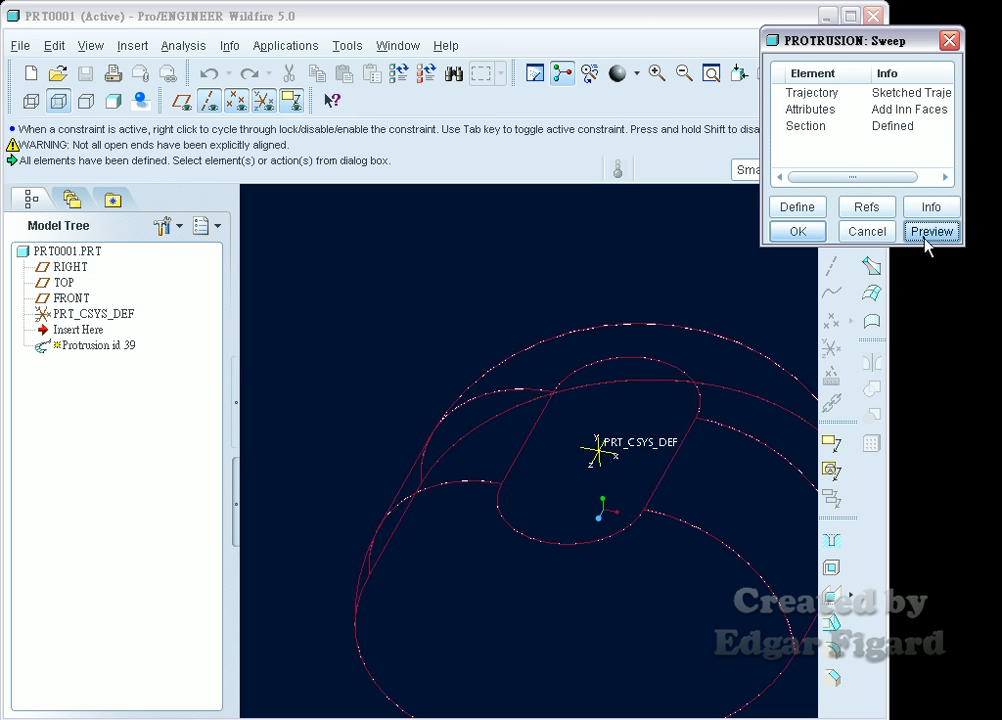 PRT0001 (Active) - Pro/ENGINEER Wildfire 5.0
File Edit View Insert Analysis Info Applications Tools Window Help
When a constraint is active, right click to cycle through lock/disable/enable the constraint. Use Tab key to toggle active constraint. Press and hold Shift to disa
WARNING: Not all open ends have been explicitly aligned.
All elements have been defined. Select element(s) or action(s) from dialog box.
Sma
PROTRUSION: Sweep
Element Info
Trajectory Sketched Traje
Attributes Add Inn Faces
Section Defined
Define Refs Info
OK Cancel Preview
Model Tree
PRT0001.PRT
RIGHT
TOP
FRONT
PRT_CSYS_DEF
Insert Here
Protrusion id 39
Y PRT_CSYS_DEF
X
Z
Created by
Edgar Figard